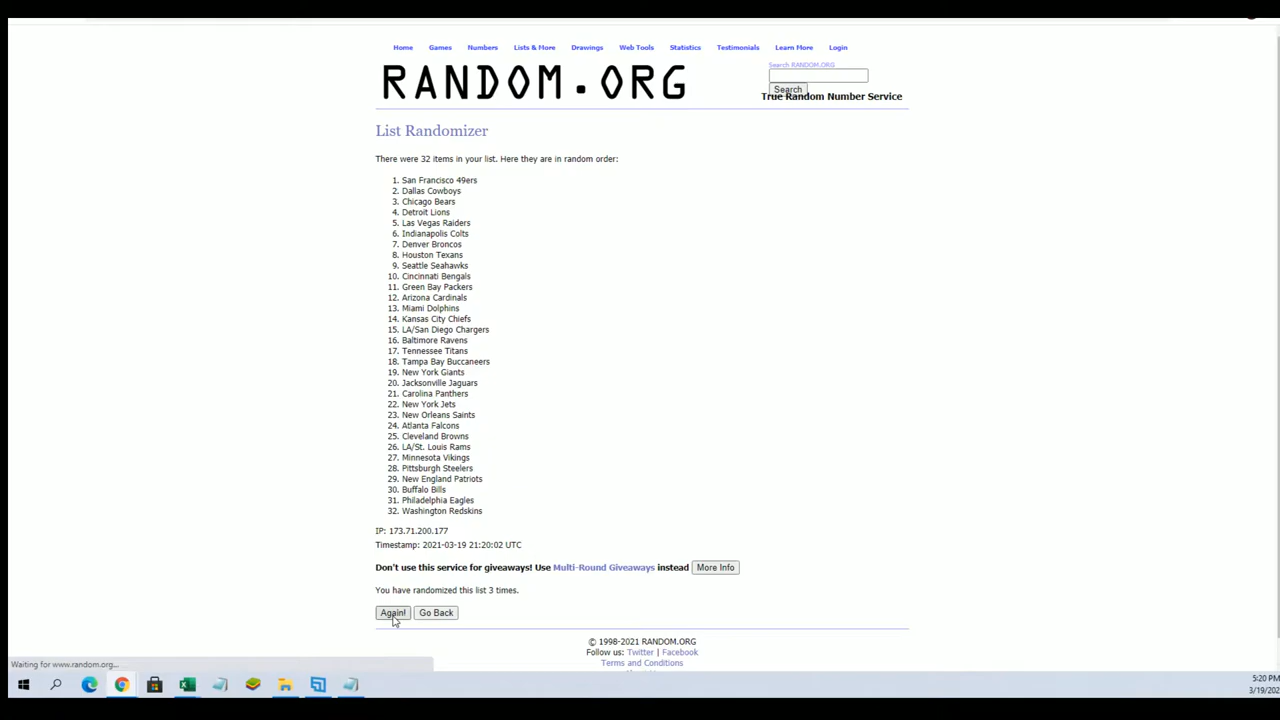 Home Games Numbers Lists & More Drawings Web Tools Statistics Testimonials Learn More Login
Search RANDOM.ORG
RANDOM.ORG
Search
True Random Number Service
List Randomizer
There were 32 items in your list. Here they are in random order:
1. San Francisco 49ers
2. Dallas Cowboys
3. Chicago Bears
4. Detroit Lions
5. Las Vegas Raiders
6. Indianapolis Colts
7. Denver Broncos
8. Houston Texans
9. Seattle Seahawks
10. Cincinnati Bengals
11. Green Bay Packers
12. Arizona Cardinals
13. Miami Dolphins
14. Kansas City Chiefs
15. LA/San Diego Chargers
16. Baltimore Ravens
17. Tennessee Titans
18. Tampa Bay Buccaneers
19. New York Giants
20. Jacksonville Jaguars
21. Carolina Panthers
22. New York Jets
23. New Orleans Saints
24. Atlanta Falcons
25. Cleveland Browns
26. LA/St. Louis Rams
27. Minnesota Vikings
28. Pittsburgh Steelers
29. New England Patriots
30. Buffalo Bills
31. Philadelphia Eagles
32. Washington Redskins
IP: 173.71.200.177
Timestamp: 2021-03-19 21:20:02 UTC
Don't use this service for giveaways! Use Multi-Round Giveaways instead More Info
You have randomized this list 3 times.
Again! Go Back
© 1998-2021 RANDOM.ORG
Follow us: Twitter | Facebook
Terms and Conditions
Waiting for www.random.org...
5:20 PM
3/19/202